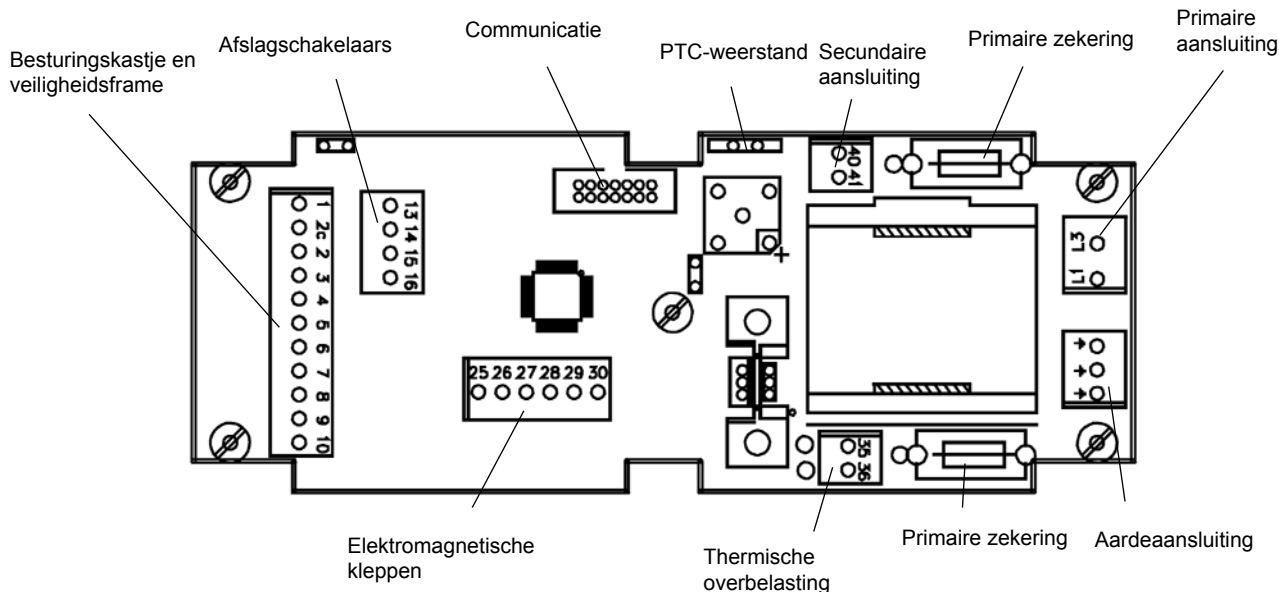 Besturingskastje en
veiligheidsframe
Afslagschakelaars
Communicatie
PTC-weerstand
Secundaire
aansluiting
Primaire zekering
Primaire
aansluiting
1
2c
2
3
4
5
6
7
8
9
10
13
14
15
16
25 26 27 28 29 30
40
41
+
L3
L1
35
36
Elektromagnetische
kleppen
Thermische
overbelasting
Primaire zekering
Aardeaansluiting